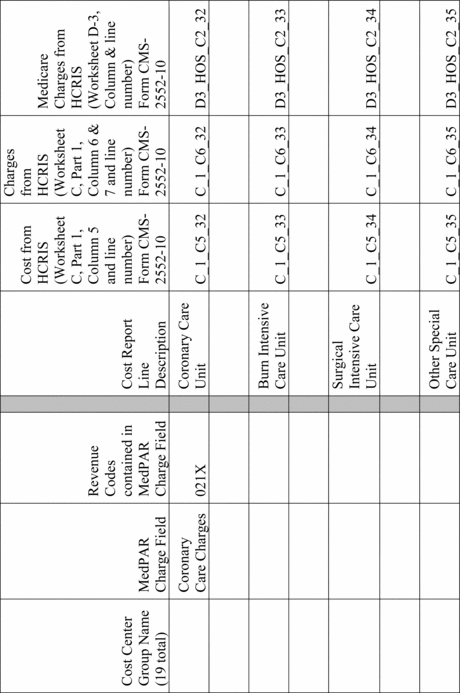 Cost Center
Group Name
(19 total)
MedPAR
Charge Field
Revenue
Codes
contained in
MedPAR
Charge Field
Cost Report
Line
Description
Cost from
HCRIS
(Worksheet
C, Part 1,
Column 5
and line
number)
Form CMS-
2552-10
Charges
from
HCRIS
(Worksheet
C, Part 1,
Column 6 &
7 and line
number)
Form CMS-
2552-10
Medicare
Charges from
HCRIS
(Worksheet D-3,
Column & line
number)
Form CMS-
2552-10
Coronary
Care Charges
021X
Coronary Care
Unit
C_1_C5_32
C_1_C6_32
D3_HOS_C2_32
Burn Intensive
Care Unit
C_1_C5_33
C_1_C6_33
D3_HOS_C2_33
Surgical
Intensive Care
Unit
C_1_C5_34
C_1_C6_34
D3_HOS_C2_34
Other Special
Care Unit
C_1_C5_35
C_1_C6_35
D3_HOS_C2_35